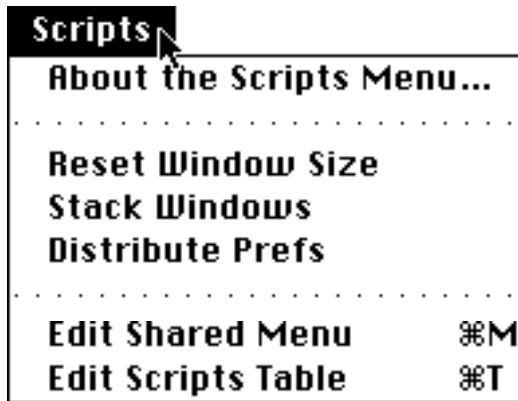 Scripts
About the Scripts Menu...
Reset Window Size
Stack Windows
Distribute Prefs
Edit Shared Menu ⌘M
Edit Scripts Table ⌘T